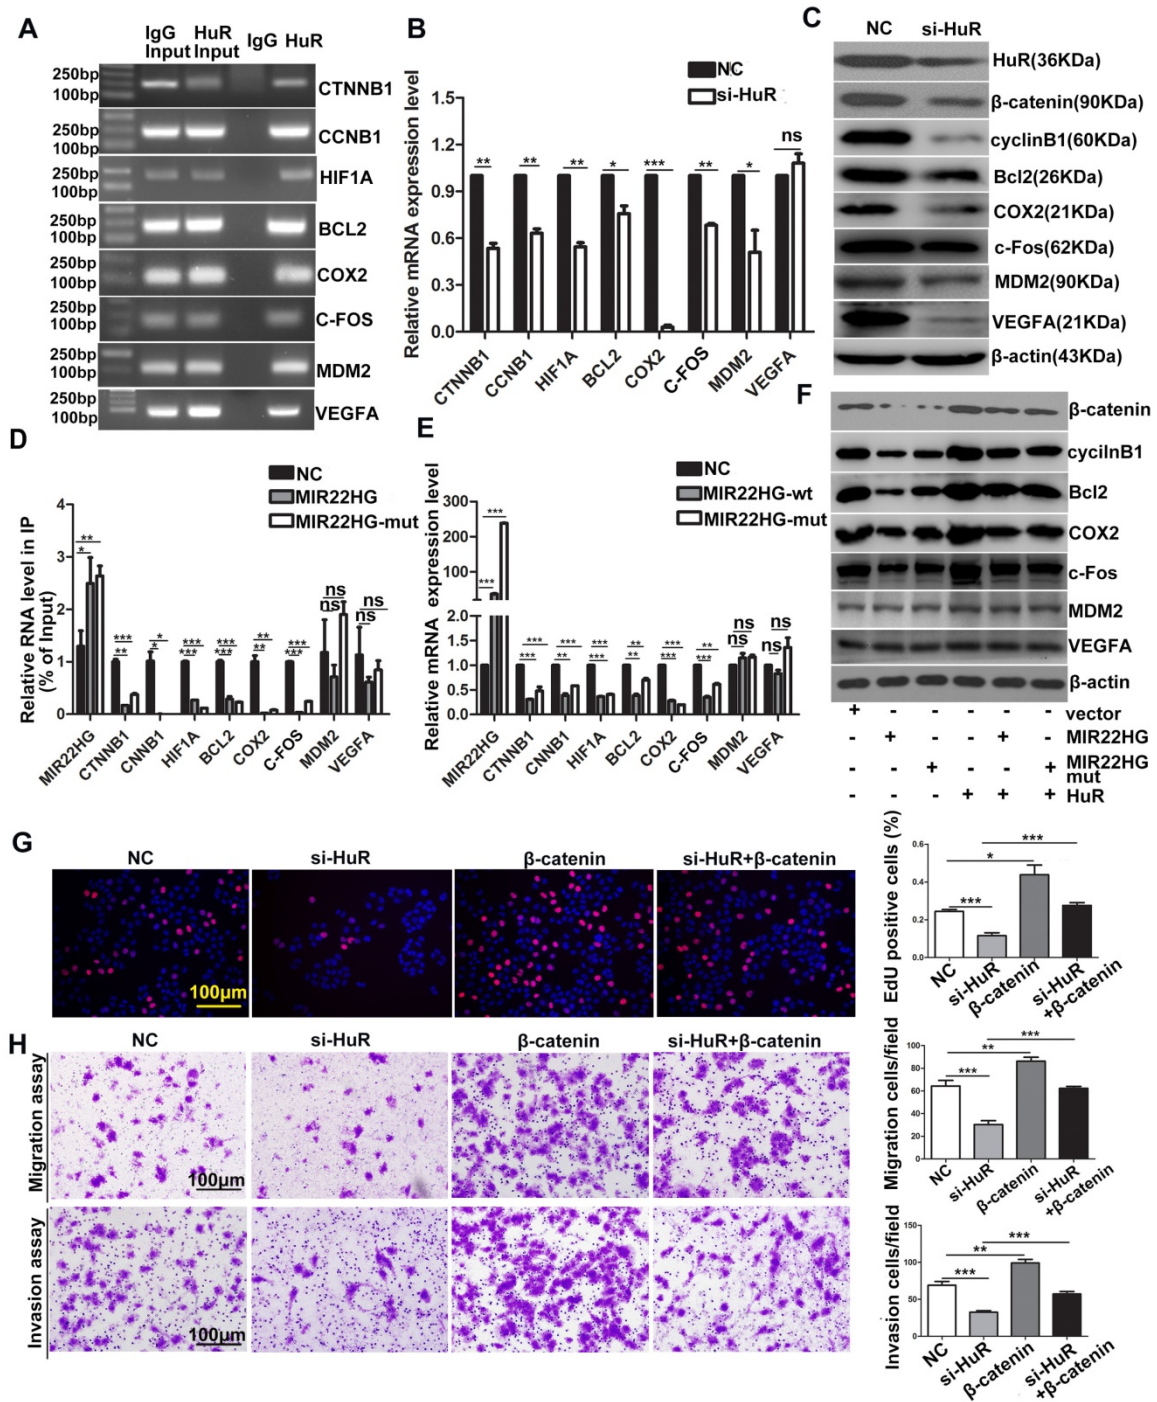 A
IgG Input
HuR Input
IgG
HuR
250bp
100bp
CTNNB1
250bp
100bp
CCNB1
250bp
100bp
HIF1A
250bp
100bp
BCL2
250bp
100bp
COX2
250bp
100bp
C-FOS
250bp
100bp
MDM2
250bp
100bp
VEGFA
B
NC
si-HuR
Relative mRNA expression level
1.5
1.2
0.9
0.6
0.3
0.0
** ** ** * *** ** * ns
CTNNB1 CCNB1 HIF1A BCL2 COX2 C-FOS MDM2 VEGFA
C
NC si-HuR
HuR(36KDa)
β-catenin(90KDa)
cyclinB1(60KDa)
Bcl2(26KDa)
COX2(21KDa)
c-Fos(62KDa)
MDM2(90KDa)
VEGFA(21KDa)
β-actin(43KDa)
D
NC
MIR22HG
MIR22HG-mut
Relative RNA level in IP
(% of Input)
4
3
2
1
0
** *** * *** *** ** *** ns ns
* ** * *** *** ** *** ns ns
MIR22HG CTNNB1 CNNB1 HIF1A BCL2 COX2 C-FOS MDM2 VEGFA
E
NC
MIR22HG-wt
MIR22HG-mut
Relative mRNA expression level
300
200
100
2.0
1.5
1.0
0.5
0.0
*** *** *** *** ** *** ** ns ns
*** *** ** *** ** *** *** ns ns
MIR22HG CTNNB1 CNNB1 HIF1A BCL2 COX2 C-FOS MDM2 VEGFA
F
β-catenin
cycilnB1
Bcl2
COX2
c-Fos
MDM2
VEGFA
β-actin
+ - - - - - vector
- + - - + - MIR22HG
- - + - - + MIR22HG mut
- - - + + + HuR
G
NC si-HuR β-catenin si-HuR+β-catenin
100μm
EdU positive cells (%)
0.6
0.4
0.2
0.0
***
*
***
NC si-HuR β-catenin si-HuR +β-catenin
H
NC si-HuR β-catenin si-HuR+β-catenin
Migration assay
100μm
Migration cells/field
100
80
60
40
20
0
***
**
***
NC si-HuR β-catenin si-HuR +β-catenin
Invasion assay
100μm
Invasion cells/field
150
100
50
0
***
**
***
NC si-HuR β-catenin si-HuR +β-catenin